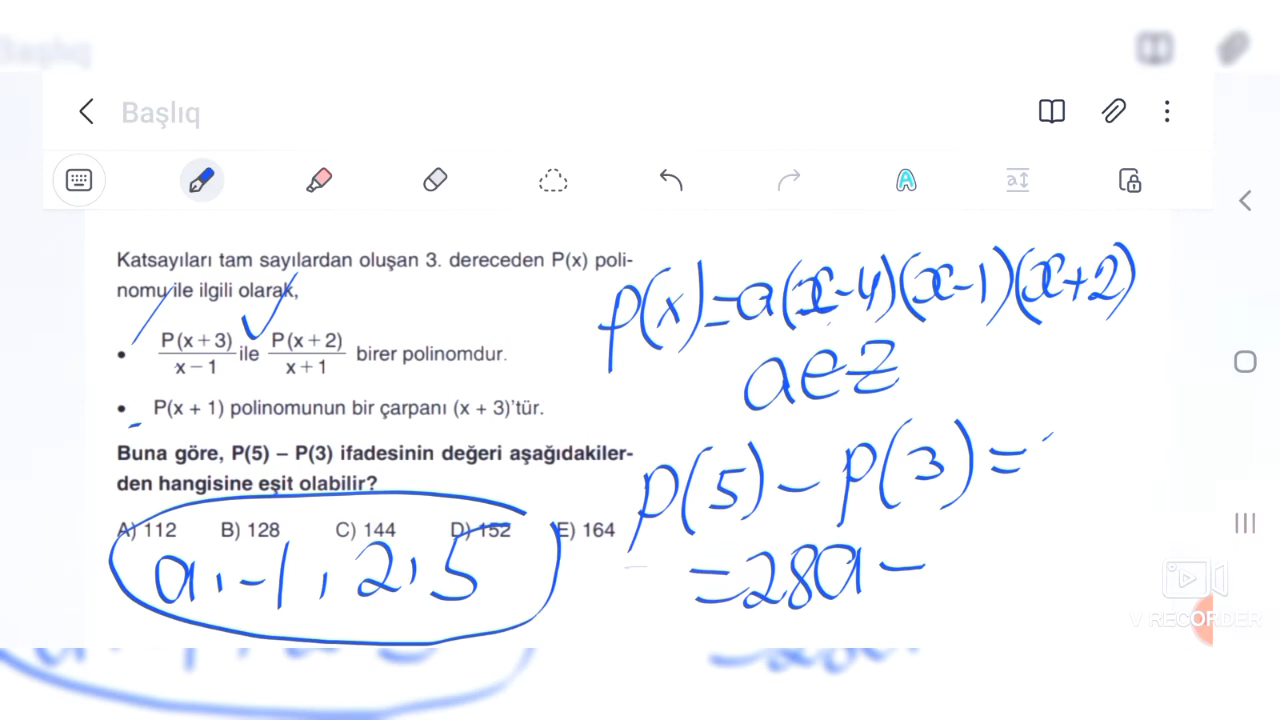 Başlıq
Başlıq
Katsayıları tam sayılardan oluşan 3. dereceden P(x) poli-
nomu ile ilgili olarak,
• P(x + 3) / x − 1 ile P(x + 2) / x + 1 birer polinomdur.
• P(x + 1) polinomunun bir çarpanı (x + 3)'tür.
Buna göre, P(5) – P(3) ifadesinin değeri aşağıdakiler-
den hangisine eşit olabilir?
A) 112 B) 128 C) 144 D) 152 E) 164
a·-1,2,5
P(x)=a(x-4)(x-1)(x+2)
a∈Z
P(5)-P(3)=
=28a-
V RECORDER